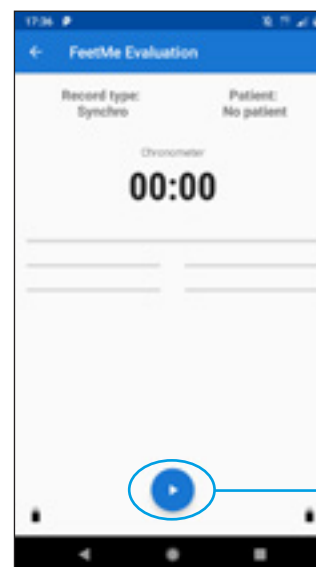 17:36
FeetMe Evaluation
Record type:
Synchro
Patient:
No patient
Chronometer
00:00